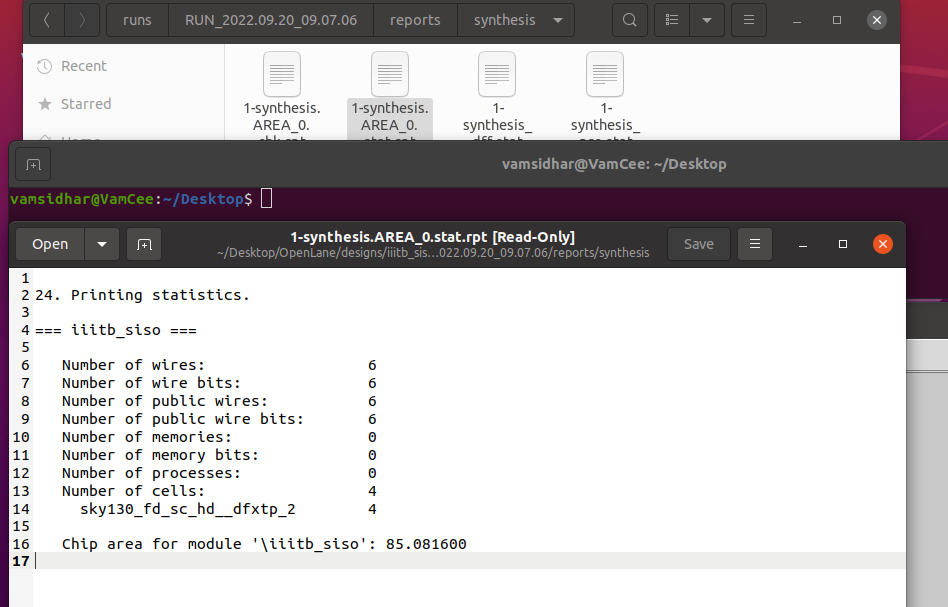 runs RUN_2022.09.20_09.07.06 reports synthesis
Recent
Starred
Home
1-synthesis.
AREA_0.
1-synthesis.
AREA_0.
stat.rpt
1-
synthesis_
dff.stat
1-
synthesis_
vamsidhar@VamCee: ~/Desktop
vamsidhar@VamCee:~/Desktop$
Open
1-synthesis.AREA_0.stat.rpt [Read-Only]
~/Desktop/OpenLane/designs/iiitb_sis...022.09.20_09.07.06/reports/synthesis
Save
1
2 24. Printing statistics.
3
4 === iiitb_siso ===
5
6 Number of wires: 6
7 Number of wire bits: 6
8 Number of public wires: 6
9 Number of public wire bits: 6
10 Number of memories: 0
11 Number of memory bits: 0
12 Number of processes: 0
13 Number of cells: 4
14 sky130_fd_sc_hd__dfxtp_2 4
15
16 Chip area for module '\iiitb_siso': 85.081600
17